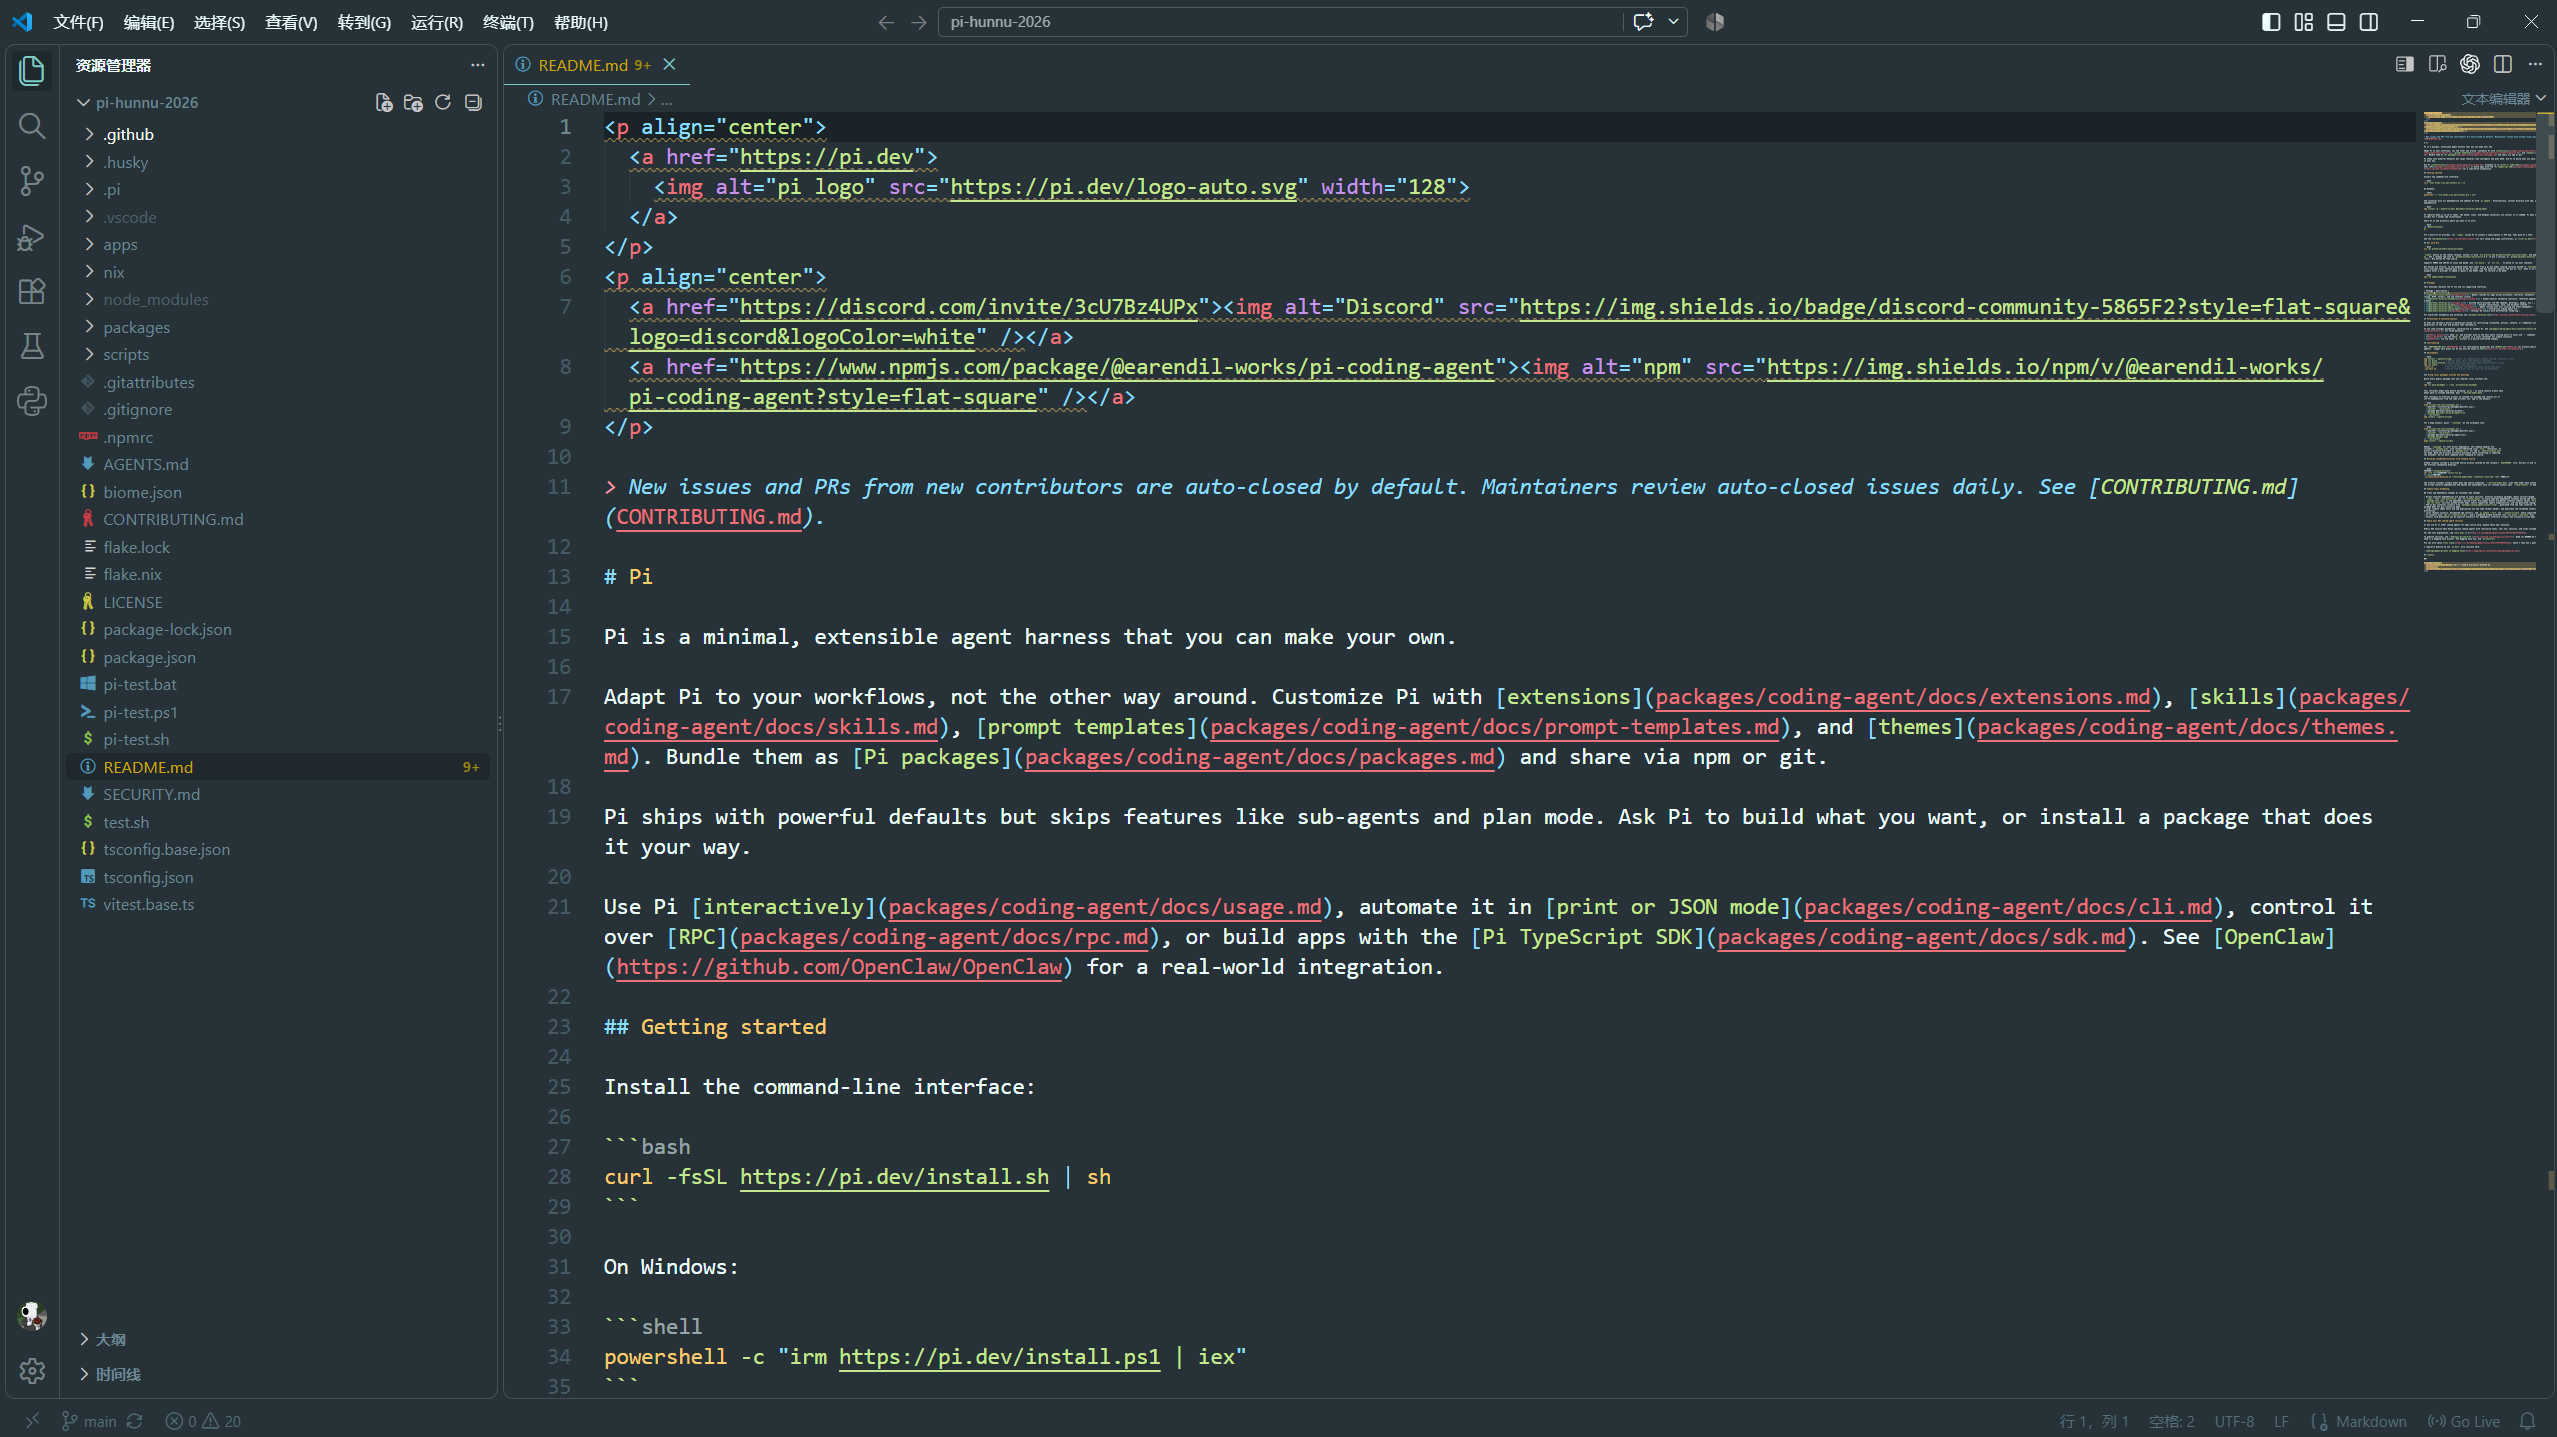 文件(F) 编辑(E) 选择(S) 查看(V) 转到(G) 运行(R) 终端(T) 帮助(H)
pi-hunnu-2026
资源管理器
pi-hunnu-2026
.github
.husky
.pi
.vscode
apps
nix
node_modules
packages
scripts
.gitattributes
.gitignore
.npmrc
AGENTS.md
biome.json
CONTRIBUTING.md
flake.lock
flake.nix
LICENSE
package-lock.json
package.json
pi-test.bat
pi-test.ps1
pi-test.sh
README.md 9+
SECURITY.md
test.sh
tsconfig.base.json
tsconfig.json
vitest.base.ts
大纲
时间线
README.md 9+
README.md > ...
文本编辑器
1 <p align="center">
2 <a href="https://pi.dev">
3 <img alt="pi logo" src="https://pi.dev/logo-auto.svg" width="128">
4 </a>
5 </p>
6 <p align="center">
7 <a href="https://discord.com/invite/3cU7Bz4UPx"><img alt="Discord" src="https://img.shields.io/badge/discord-community-5865F2?style=flat-square&
logo=discord&logoColor=white" /></a>
8 <a href="https://www.npmjs.com/package/@earendil-works/pi-coding-agent"><img alt="npm" src="https://img.shields.io/npm/v/@earendil-works/
pi-coding-agent?style=flat-square" /></a>
9 </p>
10
11 > New issues and PRs from new contributors are auto-closed by default. Maintainers review auto-closed issues daily. See [CONTRIBUTING.md]
(CONTRIBUTING.md).
12
13 # Pi
14
15 Pi is a minimal, extensible agent harness that you can make your own.
16
17 Adapt Pi to your workflows, not the other way around. Customize Pi with [extensions](packages/coding-agent/docs/extensions.md), [skills](packages/
coding-agent/docs/skills.md), [prompt templates](packages/coding-agent/docs/prompt-templates.md), and [themes](packages/coding-agent/docs/themes.
md). Bundle them as [Pi packages](packages/coding-agent/docs/packages.md) and share via npm or git.
18
19 Pi ships with powerful defaults but skips features like sub-agents and plan mode. Ask Pi to build what you want, or install a package that does
it your way.
20
21 Use Pi [interactively](packages/coding-agent/docs/usage.md), automate it in [print or JSON mode](packages/coding-agent/docs/cli.md), control it
over [RPC](packages/coding-agent/docs/rpc.md), or build apps with the [Pi TypeScript SDK](packages/coding-agent/docs/sdk.md). See [OpenClaw]
(https://github.com/OpenClaw/OpenClaw) for a real-world integration.
22
23 ## Getting started
24
25 Install the command-line interface:
26
27 ```bash
28 curl -fsSL https://pi.dev/install.sh | sh
29 ```
30
31 On Windows:
32
33 ```shell
34 powershell -c "irm https://pi.dev/install.ps1 | iex"
35 ```
main 0 20
行 1，列 1 空格: 2 UTF-8 LF Markdown Go Live